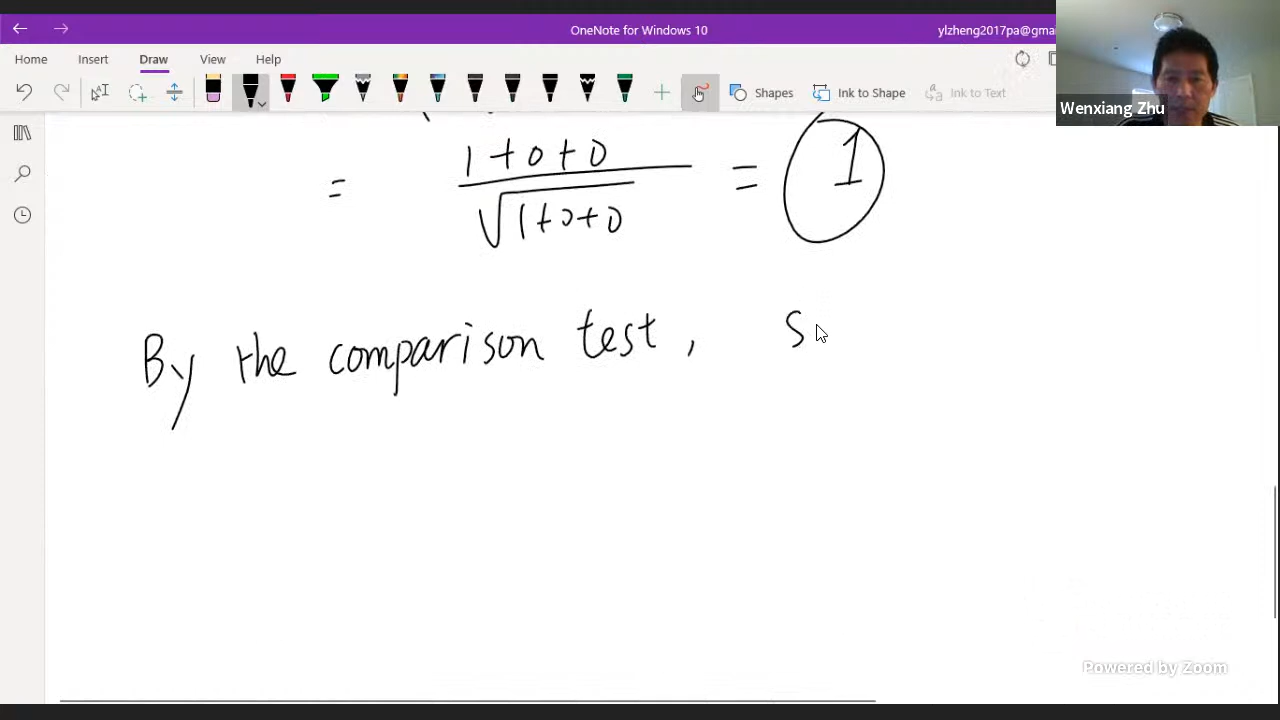 OneNote for Windows 10
ylzheng2017pa@gma
Home Insert Draw View Help
Shapes Ink to Shape Ink to Text
Wenxiang Zhu
1+0+0
= = 1
√1+0+0
By the comparison test, S
Powered by Zoom